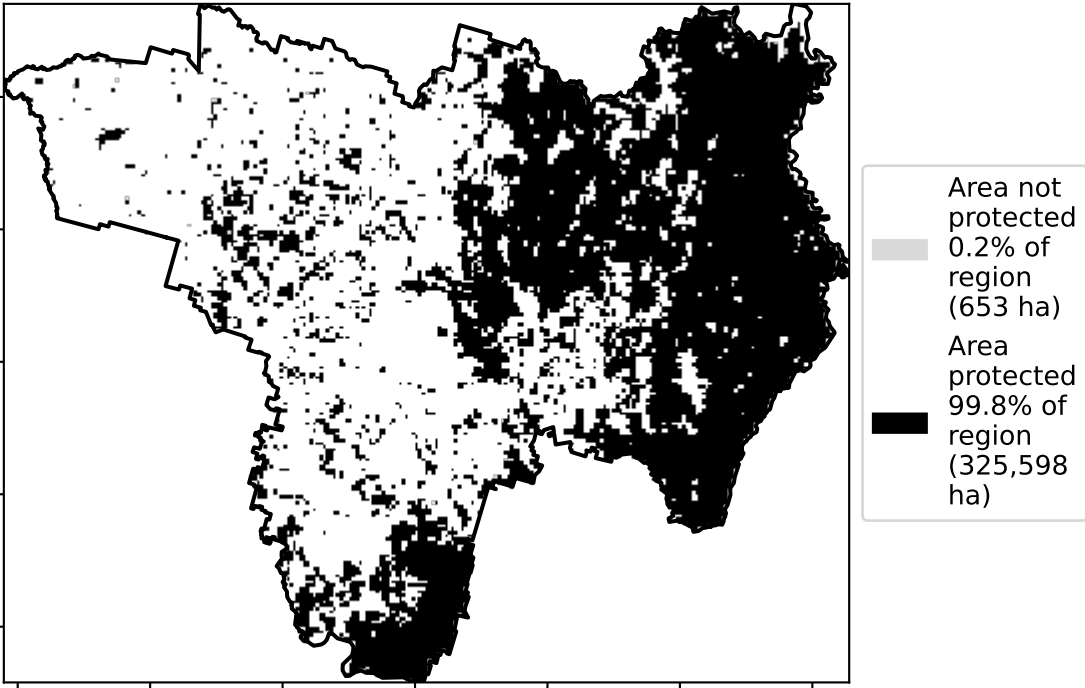 Area not
protected
0.2% of
region
(653 ha)
Area
protected
99.8% of
region
(325,598
ha)